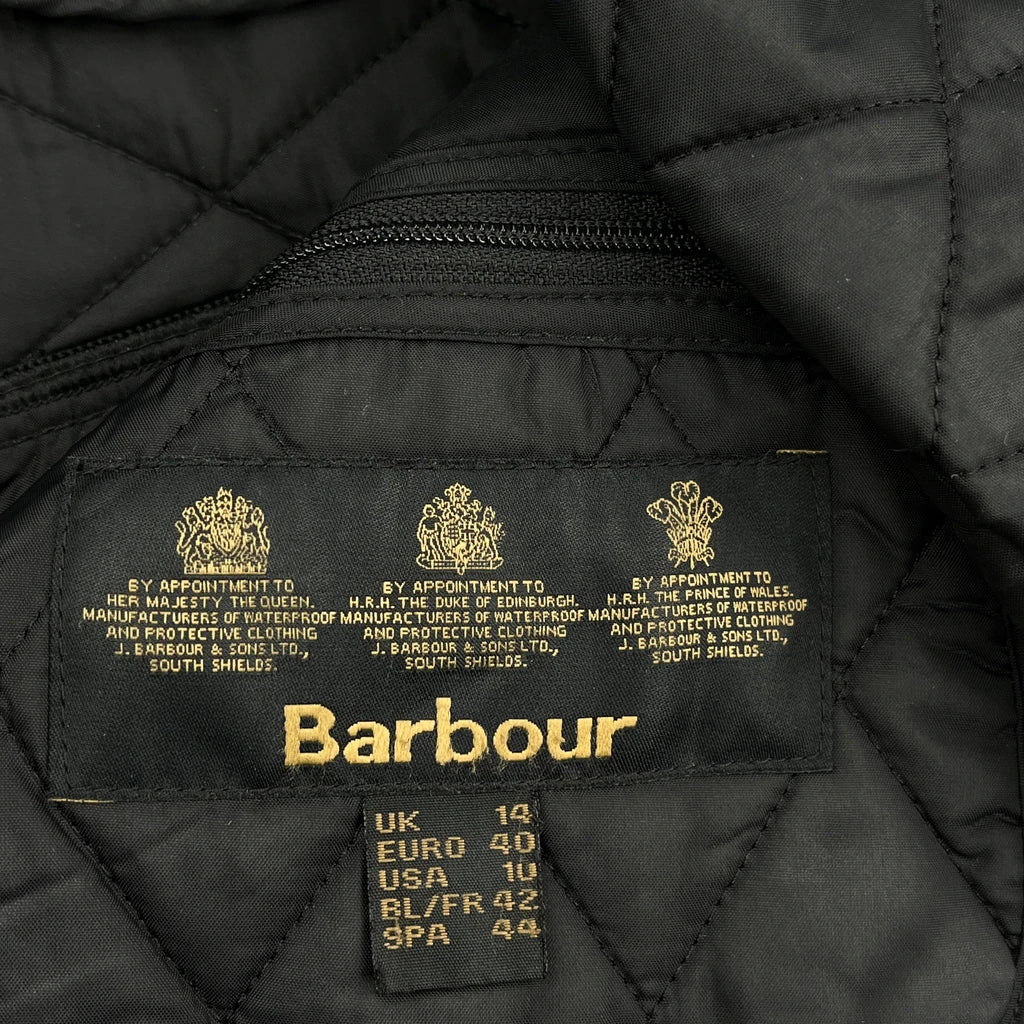 BY APPOINTMENT TO
HER MAJESTY THE QUEEN.
MANUFACTURERS OF WATERPROOF
AND PROTECTIVE CLOTHING
J. BARBOUR & SONS LTD.,
SOUTH SHIELDS.
BY APPOINTMENT TO
H.R.H. THE DUKE OF EDINBURGH.
MANUFACTURERS OF WATERPROOF
AND PROTECTIVE CLOTHING
J. BARBOUR & SONS LTD.,
SOUTH SHIELDS.
BY APPOINTMENT TO
H.R.H. THE PRINCE OF WALES.
MANUFACTURERS OF WATERPROOF
AND PROTECTIVE CLOTHING
J. BARBOUR & SONS LTD.,
SOUTH SHIELDS.
Barbour
UK 14
EURO 40
USA 10
BL/FR 42
SPA 44